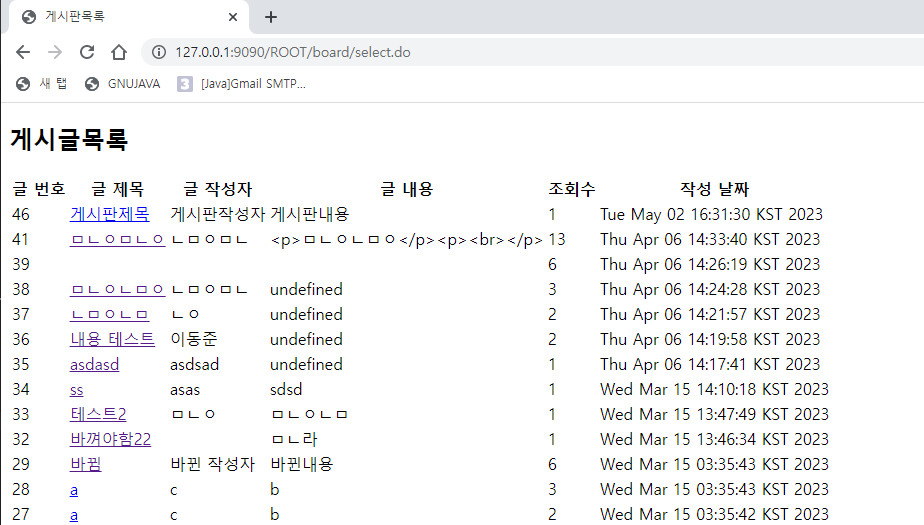 게시판목록
127.0.0.1:9090/ROOT/board/select.do
새 탭 GNUJAVA [Java]Gmail SMTP...
게시글목록
글 번호 글 제목 글 작성자 글 내용 조회수 작성 날짜
46 게시판제목 게시판작성자 게시판내용 1 Tue May 02 16:31:30 KST 2023
41 ㅁㄴㅇㅁㄴㅇ ㄴㅁㅇㅁㄴ <p>ㅁㄴㅇㄴㅁㅇ</p><p><br></p> 13 Thu Apr 06 14:33:40 KST 2023
39 6 Thu Apr 06 14:26:19 KST 2023
38 ㅁㄴㅇㄴㅁㅇ ㄴㅁㅇㅁㄴ undefined 3 Thu Apr 06 14:24:28 KST 2023
37 ㄴㅁㅇㄴㅁ ㄴㅇ undefined 2 Thu Apr 06 14:21:57 KST 2023
36 내용 테스트 이동준 undefined 2 Thu Apr 06 14:19:58 KST 2023
35 asdasd asdsad undefined 1 Thu Apr 06 14:17:41 KST 2023
34 ss asas sdsd 1 Wed Mar 15 14:10:18 KST 2023
33 테스트2 ㅁㄴㅇ ㅁㄴㅇㄴㅁ 1 Wed Mar 15 13:47:49 KST 2023
32 바껴야함22 ㅁㄴ라 1 Wed Mar 15 13:46:34 KST 2023
29 바뀜 바뀐 작성자 바뀐내용 6 Wed Mar 15 03:35:43 KST 2023
28 a c b 3 Wed Mar 15 03:35:43 KST 2023
27 a c b 2 Wed Mar 15 03:35:42 KST 2023